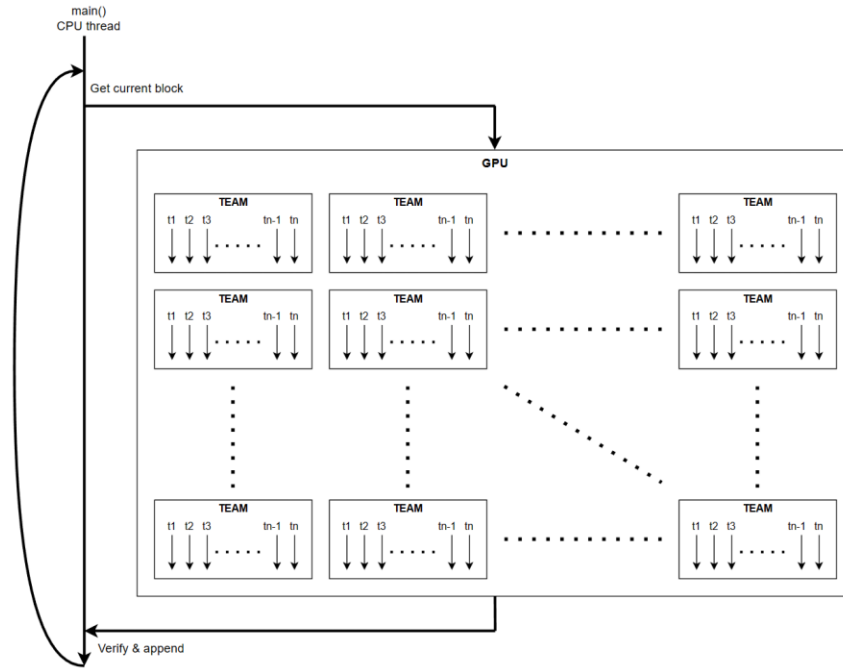 main()
CPU thread
Get current block
GPU
TEAM TEAM TEAM
t1 t2 t3 tn-1 tn t1 t2 t3 tn-1 tn t1 t2 t3 tn-1 tn
TEAM TEAM TEAM
t1 t2 t3 tn-1 tn t1 t2 t3 tn-1 tn t1 t2 t3 tn-1 tn
TEAM TEAM TEAM
t1 t2 t3 tn-1 tn t1 t2 t3 tn-1 tn t1 t2 t3 tn-1 tn
Verify & append